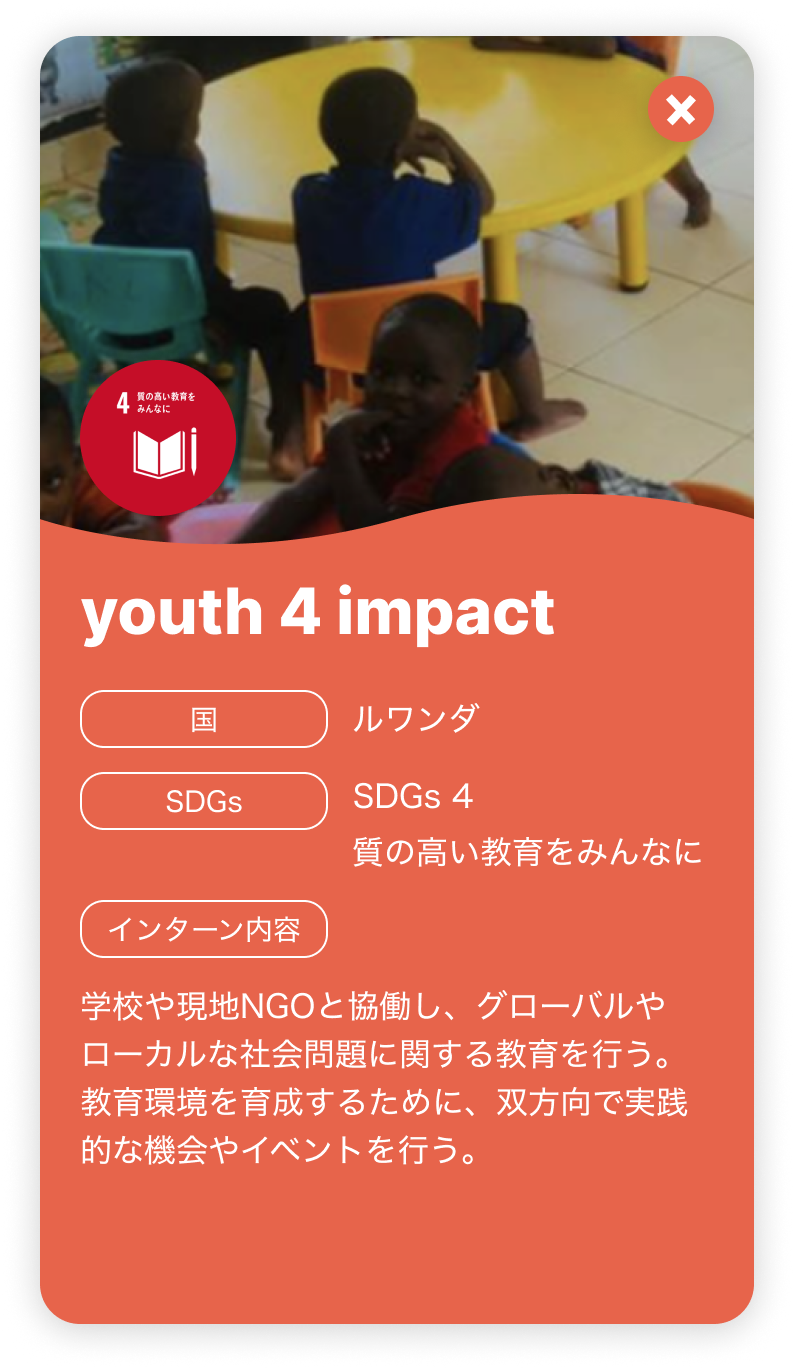 4 質の高い教育を
みんなに
youth 4 impact
国 ルワンダ
SDGs SDGs 4
質の高い教育をみんなに
インターン内容
学校や現地NGOと協働し、グローバルや
ローカルな社会問題に関する教育を行う。
教育環境を育成するために、双方向で実践
的な機会やイベントを行う。